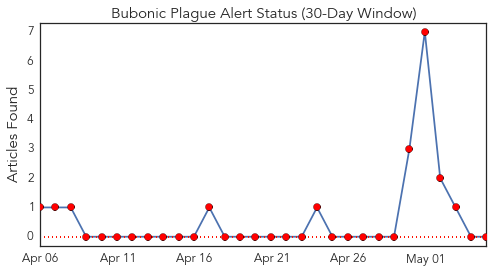 Bubonic Plague Alert Status (30-Day Window)
Articles Found
7
6
5
4
3
2
1
0
Apr 06 Apr 11 Apr 16 Apr 21 Apr 26 May 01